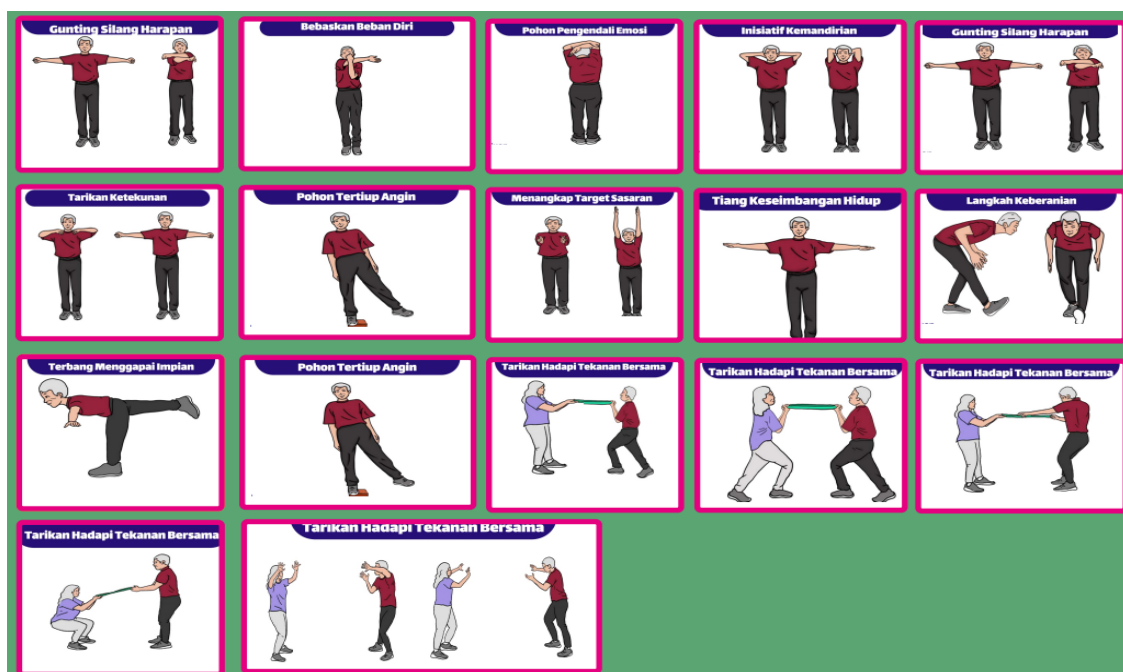 Gunting Silang Harapan
Bebaskan Beban Diri
Pohon Pengendali Emosi
Inisiatif Kemandirian
Gunting Silang Harapan
Tarikan Ketekunan
Pohon Tertiup Angin
Menangkap Target Sasaran
Tiang Keseimbangan Hidup
Langkah Keberanian
Terbang Menggapai Impian
Pohon Tertiup Angin
Tarikan Hadapi Tekanan Bersama
Tarikan Hadapi Tekanan Bersama
Tarikan Hadapi Tekanan Bersama
Tarikan Hadapi Tekanan Bersama
Tarikan Hadapi Tekanan Bersama